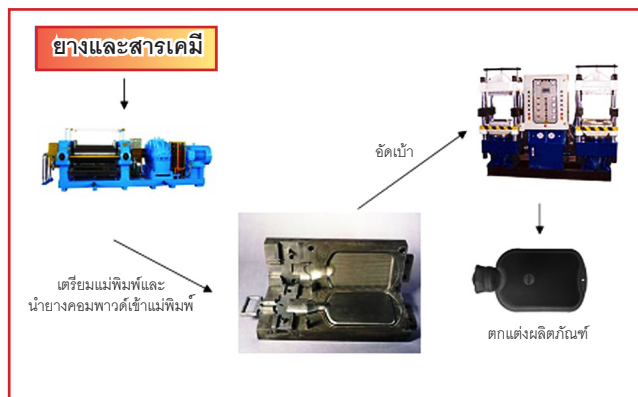 ยางและสารเคมี
อัดเบ้า
เตรียมแม่พิมพ์และ
นำยางคอมพาวด์เข้าแม่พิมพ์
ตกแต่งผลิตภัณฑ์